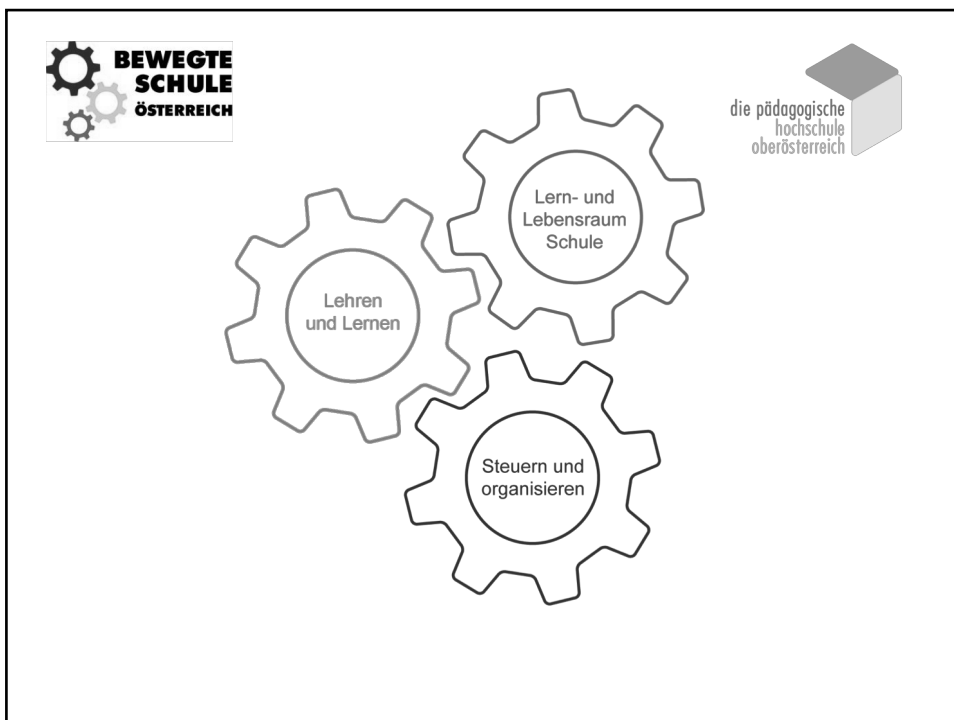 BEWEGTE
SCHULE
ÖSTERREICH
die pädagogische
hochschule
oberösterreich
Lern- und
Lebensraum
Schule
Lehren
und Lernen
Steuern und
organisieren